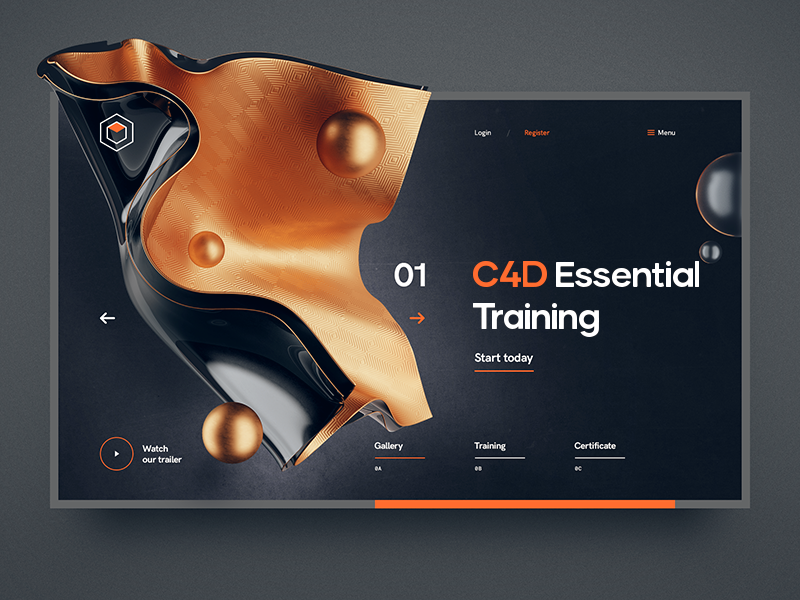 Login / Register
Menu
01
C4D Essential
Training
Start today
Watch
our trailer
Gallery
0A
Training
0B
Certificate
0C